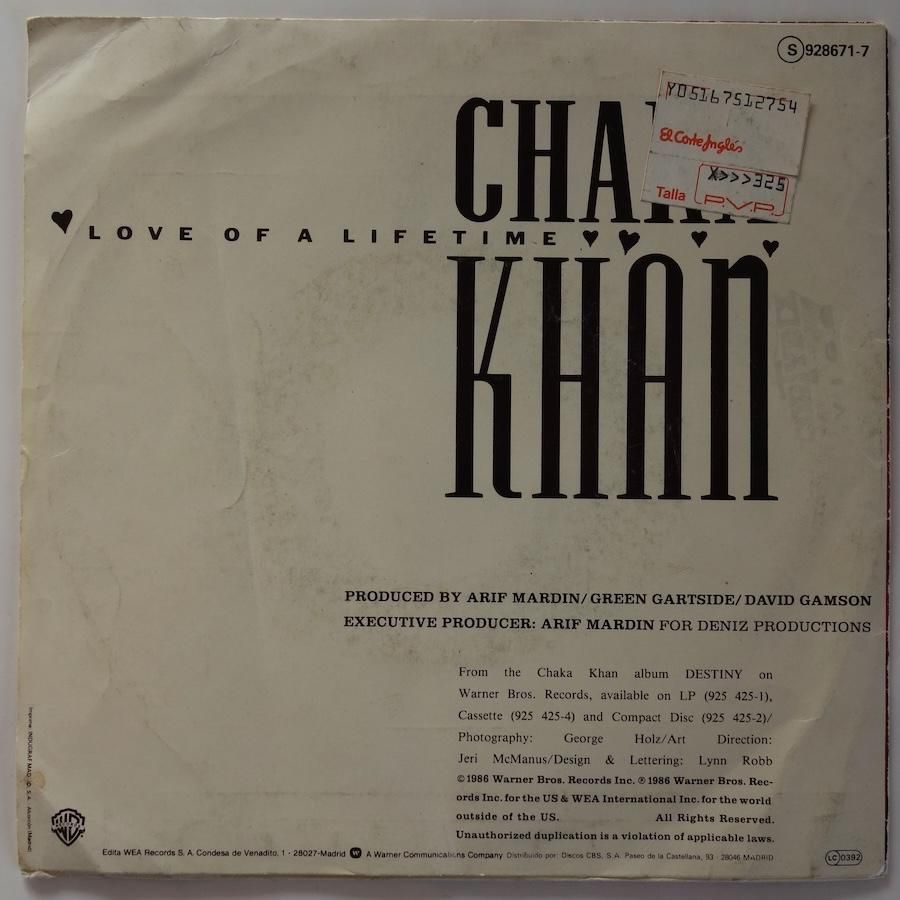 S 928671-7
Y05167512754
El Corte Inglés
X>>>325
Talla P.V.P.
CHAKA
LOVE OF A LIFETIME
KHAN
PRODUCED BY ARIF MARDIN/GREEN GARTSIDE/DAVID GAMSON
EXECUTIVE PRODUCER: ARIF MARDIN FOR DENIZ PRODUCTIONS
From the Chaka Khan album DESTINY on
Warner Bros. Records, available on LP (925 425-1),
Cassette (925 425-4) and Compact Disc (925 425-2)/
Photography: George Holz/Art Direction:
Jeri McManus/Design & Lettering: Lynn Robb
©1986 Warner Bros. Records Inc. ℗1986 Warner Bros. Rec-
ords Inc. for the US & WEA International Inc. for the world
outside of the US. All Rights Reserved.
Unauthorized duplication is a violation of applicable laws.
Edita WEA Records S. A. Condesa de Venadito, 1 - 28027-Madrid A Warner Communications Company Distribuido por: Discos CBS, S.A. Paseo de la Castellana, 93 - 28046 MADRID
LC 0392
Imprime: INDUGRAF MADRID, S. A.